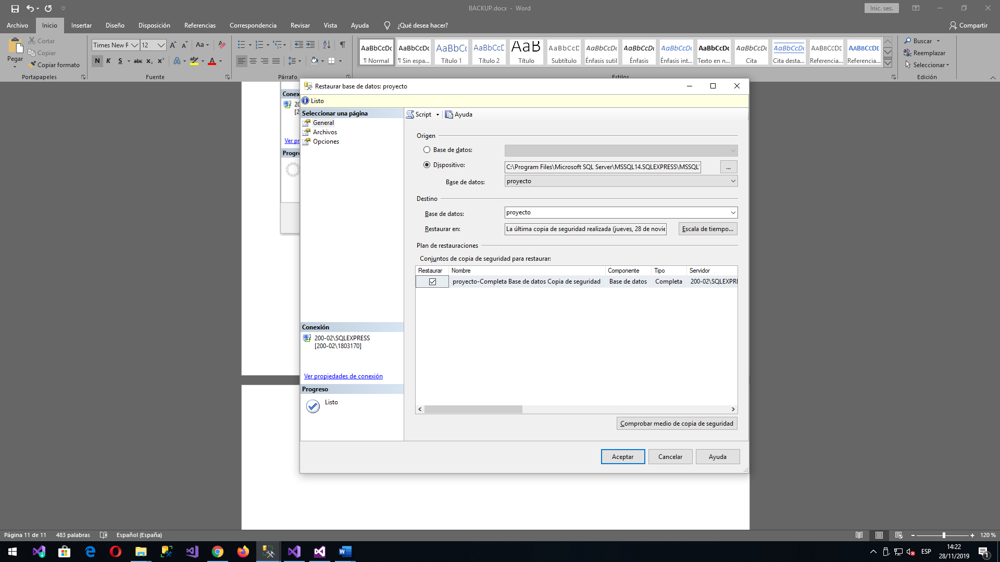 BACKUP.docx - Word
Inic. ses.
Archivo Inicio Insertar Diseño Disposición Referencias Correspondencia Revisar Vista Ayuda ¿Qué desea hacer? Compartir
Pegar
Cortar
Copiar
Copiar formato
Portapapeles
Times New R 12
Aa
N K S abc x₂ x²
Fuente
Párrafo
AaBbCcDc
¶ Normal
AaBbCcDc
¶ Sin espa...
AaBbCc
Título 1
AaBbCcD
Título 2
AaB
Título
AaBbCcD
Subtítulo
AaBbCcDc
Énfasis sutil
AaBbCcDc
Énfasis
AaBbCcDc
Énfasis int...
AaBbCcDc
Texto en n...
AaBbCcDc
Cita
AaBbCcDc
Cita desta...
AABBCCDE
Referencia...
AABBCCDE
Referencia...
Estilos
Buscar
Reemplazar
Seleccionar
Edición
Conex
20
[2
Ver pr
Progre
Restaurar base de datos: proyecto
Listo
Seleccionar una página
General
Archivos
Opciones
Script Ayuda
Origen
Base de datos:
Dispositivo: C:\Program Files\Microsoft SQL Server\MSSQL14.SQLEXPRESS\MSSQL\ ...
Base de datos: proyecto
Destino
Base de datos: proyecto
Restaurar en: La última copia de seguridad realizada (jueves, 28 de novie Escala de tiempo...
Plan de restauraciones
Conjuntos de copia de seguridad para restaurar:
Restaurar Nombre Componente Tipo Servidor
proyecto-Completa Base de datos Copia de seguridad Base de datos Completa 200-02\SQLEXPRE
Conexión
200-02\SQLEXPRESS
[200-02\1803170]
Ver propiedades de conexión
Progreso
Listo
Comprobar medio de copia de seguridad
Aceptar Cancelar Ayuda
Página 11 de 11 483 palabras Español (España) 120 %
ESP
14:22
28/11/2019
1